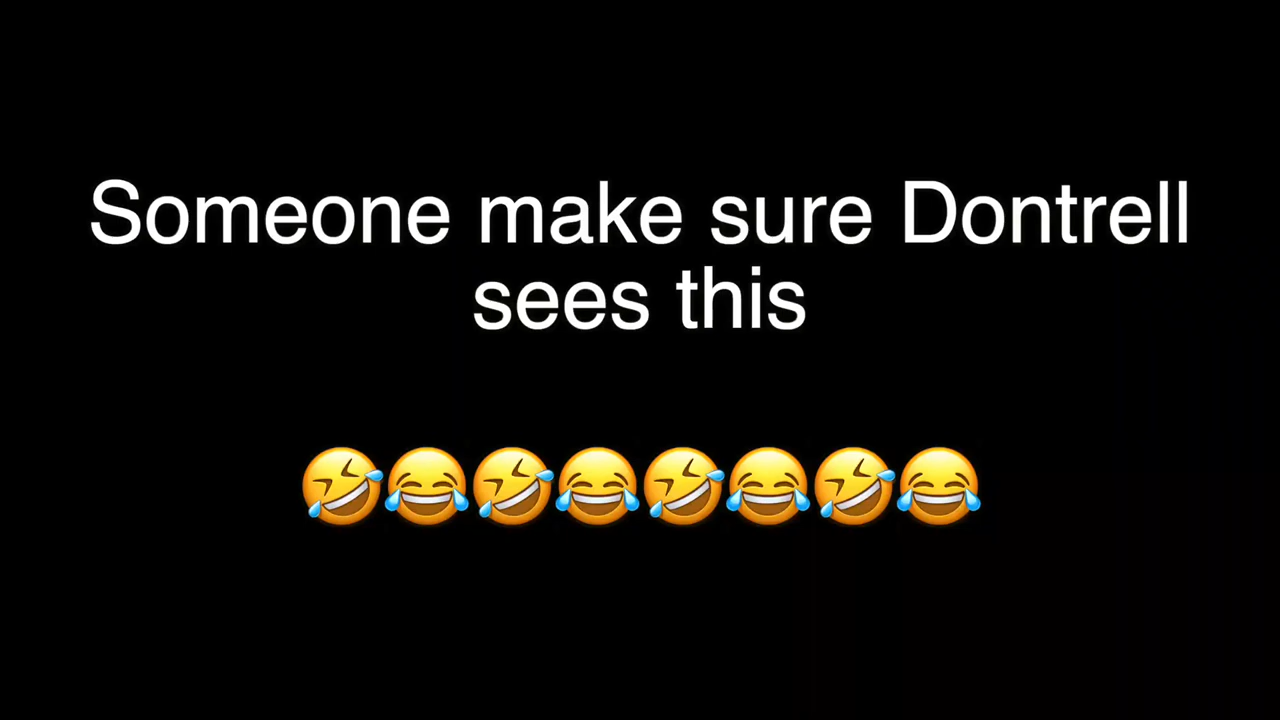 Someone make sure Dontrell
sees this
🤣😂🤣😂🤣😂🤣😂